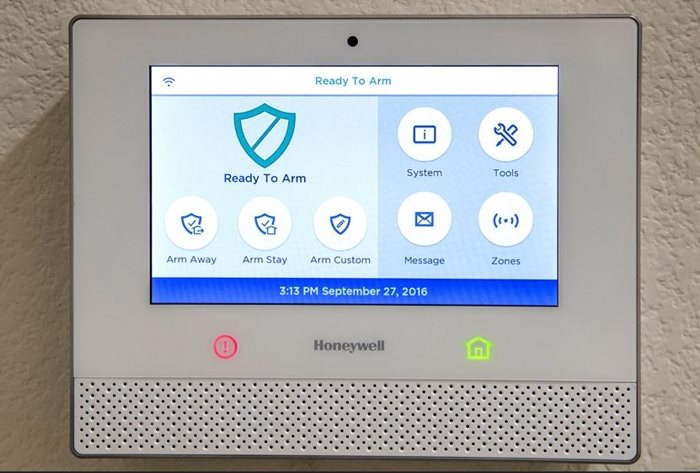 Ready To Arm
Ready To Arm
System
Tools
Arm Away
Arm Stay
Arm Custom
Message
Zones
3:13 PM September 27, 2016
Honeywell